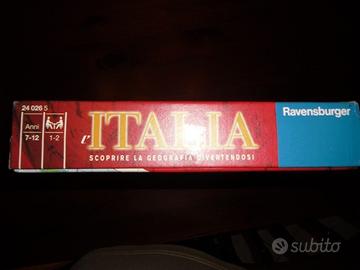 24 026 5
Anni
7-12
1-2
l'ITALIA
SCOPRIRE LA GEOGRAFIA DIVERTENDOSI
Ravensburger
subito